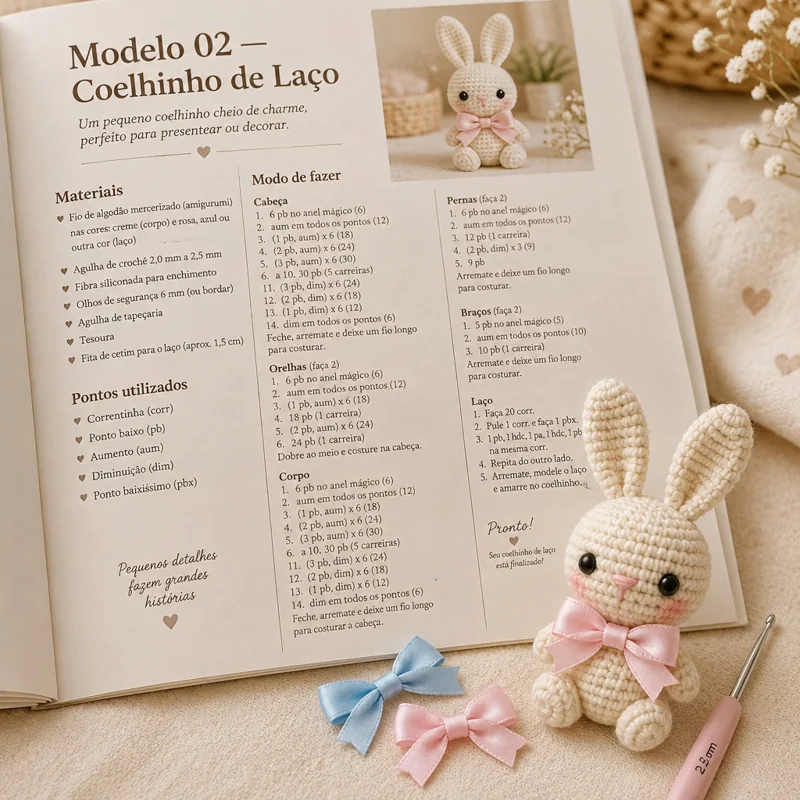 Modelo 02 —
Coelhinho de Laço
Um pequeno coelhinho cheio de charme,
perfeito para presentear ou decorar.
Materiais
Fio de algodão mercerizado (amigurumi)
nas cores: creme (corpo) e rosa, azul ou
outra cor (laço)
Agulha de crochê 2,0 mm a 2,5 mm
Fibra siliconada para enchimento
Olhos de segurança 6 mm (ou bordar)
Agulha de tapeçaria
Tesoura
Fita de cetim para o laço (aprox. 1,5 cm)
Pontos utilizados
Correntinha (corr)
Ponto baixo (pb)
Aumento (aum)
Diminuição (dim)
Ponto baixíssimo (pbx)
Pequenos detalhes
fazem grandes
histórias
Modo de fazer
Cabeça
1. 6 pb no anel mágico (6)
2. aum em todos os pontos (12)
3. (1 pb, aum) x 6 (18)
4. (2 pb, aum) x 6 (24)
5. (3 pb, aum) x 6 (30)
6. a 10. 30 pb (5 carreiras)
11. (3 pb, dim) x 6 (24)
12. (2 pb, dim) x 6 (18)
13. (1 pb, dim) x 6 (12)
14. dim em todos os pontos (6)
Feche, arremate e deixe um fio longo
para costurar.
Orelhas (faça 2)
1. 6 pb no anel mágico (6)
2. aum em todos os pontos (12)
3. (1 pb, aum) x 6 (18)
4. 18 pb (1 carreira)
5. (2 pb, aum) x 6 (24)
6. 24 pb (1 carreira)
Dobre ao meio e costure na cabeça.
Corpo
1. 6 pb no anel mágico (6)
2. aum em todos os pontos (12)
3. (1 pb, aum) x 6 (18)
4. (2 pb, aum) x 6 (24)
5. (3 pb, aum) x 6 (30)
6. a 10. 30 pb (5 carreiras)
11. (3 pb, dim) x 6 (24)
12. (2 pb, dim) x 6 (18)
13. (1 pb, dim) x 6 (12)
14. dim em todos os pontos (6)
Feche, arremate e deixe um fio longo
para costurar a cabeça.
Pernas (faça 2)
1. 6 pb no anel mágico (6)
2. aum em todos os pontos (12)
3. 12 pb (1 carreira)
4. (2 pb, dim) x 3 (9)
5. 9 pb
Arremate e deixe um fio longo
para costurar.
Braços (faça 2)
1. 5 pb no anel mágico (5)
2. aum em todos os pontos (10)
3. 10 pb (1 carreira)
Arremate e deixe um fio longo
para costurar.
Laço
1. Faça 20 corr.
2. Pule 1 corr. e faça 1 pbx,
3. 1 pb, 1 hdc, 1 pa, 1 hdc, 1 pb
na mesma corr.
4. Repita do outro lado.
5. Arremate, modele o laço
e amarre no coelhinho.
Pronto!
Seu coelhinho de laço
está finalizado!